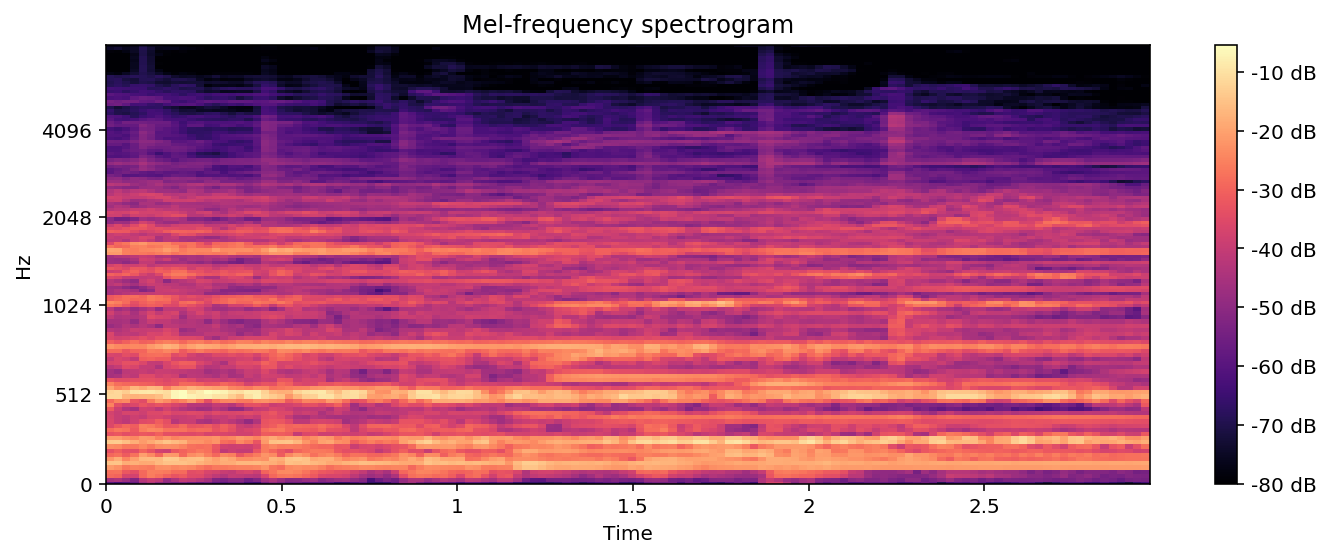 Mel-frequency spectrogram
Hz
4096
2048
1024
512
0
0
0.5
1
1.5
2
2.5
Time
-10 dB
-20 dB
-30 dB
-40 dB
-50 dB
-60 dB
-70 dB
-80 dB